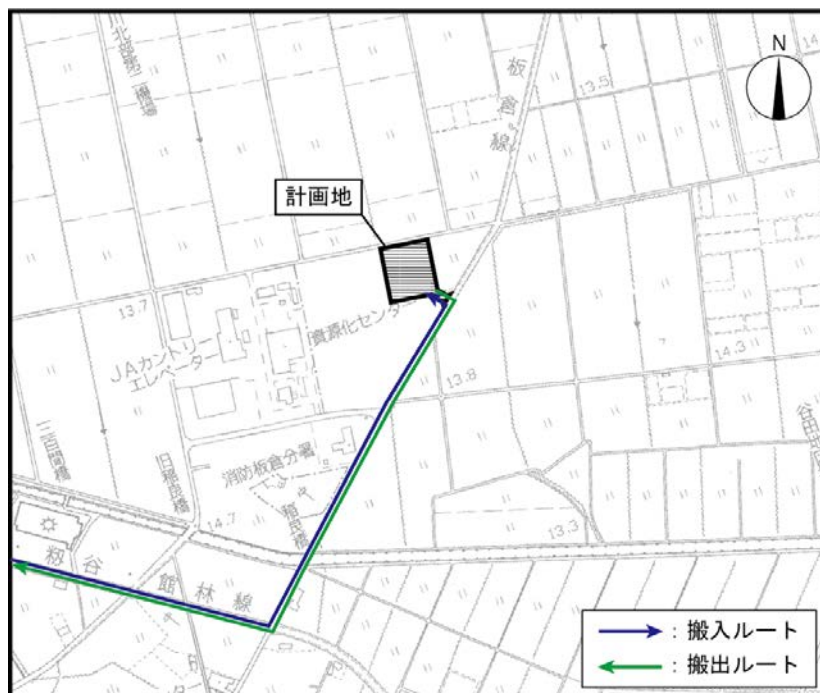 N
板倉線
13.5
計画地
13.7
資源化センター
JAカントリー
エレベーター
13.8
14.3
消防板倉分署
14.7
13.3
籾谷館林線
：搬入ルート
：搬出ルート